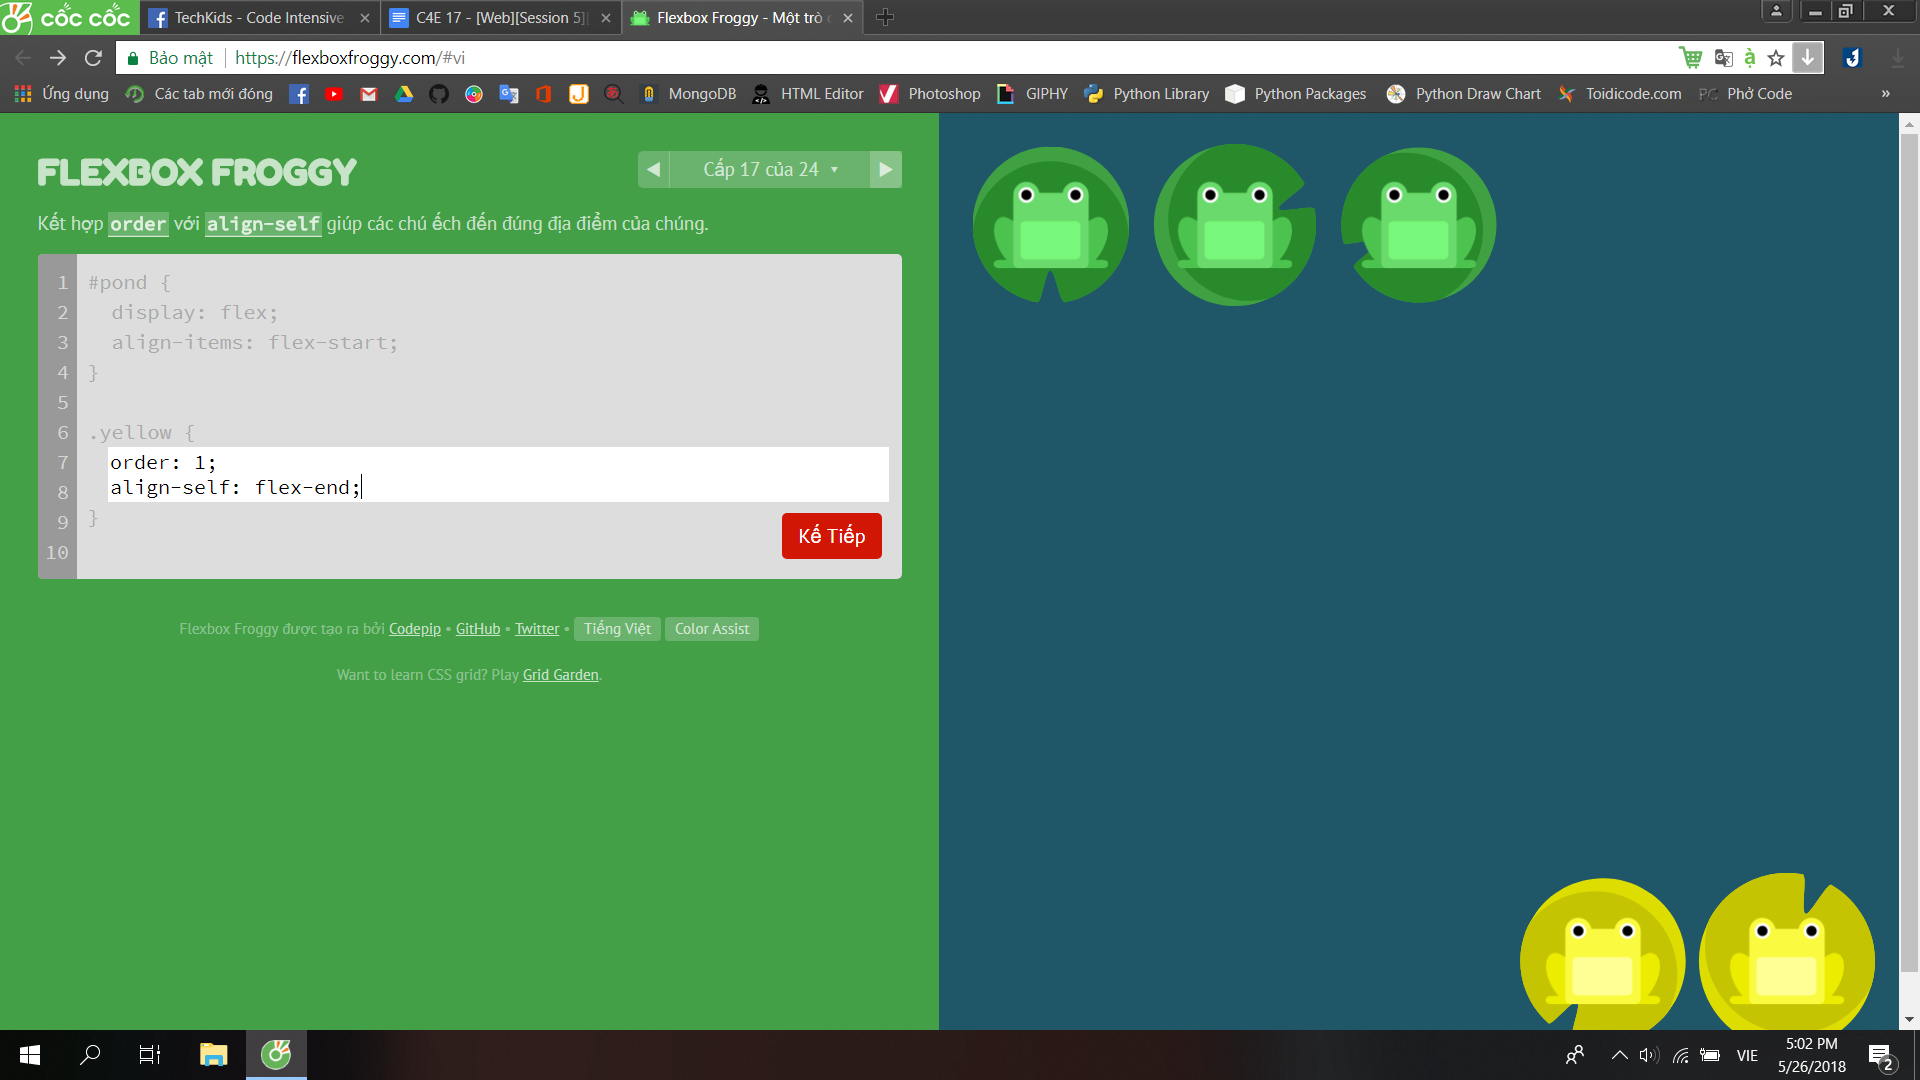 cốc cốc
TechKids - Code Intensive
C4E 17 - [Web][Session 5]
Flexbox Froggy - Một trò
Bảo mật
https://flexboxfroggy.com/#vi
Ứng dụng
Các tab mới đóng
MongoDB
HTML Editor
Photoshop
GIPHY
Python Library
Python Packages
Python Draw Chart
Toidicode.com
PC
Phở Code
»
FLEXBOX FROGGY
Cấp 17 của 24
Kết hợp order với align-self giúp các chú ếch đến đúng địa điểm của chúng.
1 #pond {
2 display: flex;
3 align-items: flex-start;
4 }
5
6 .yellow {
7 order: 1;
8 align-self: flex-end;
9 }
10
Kế Tiếp
Flexbox Froggy được tạo ra bởi Codepip • GitHub • Twitter • Tiếng Việt Color Assist
Want to learn CSS grid? Play Grid Garden.
VIE
5:02 PM
5/26/2018
2